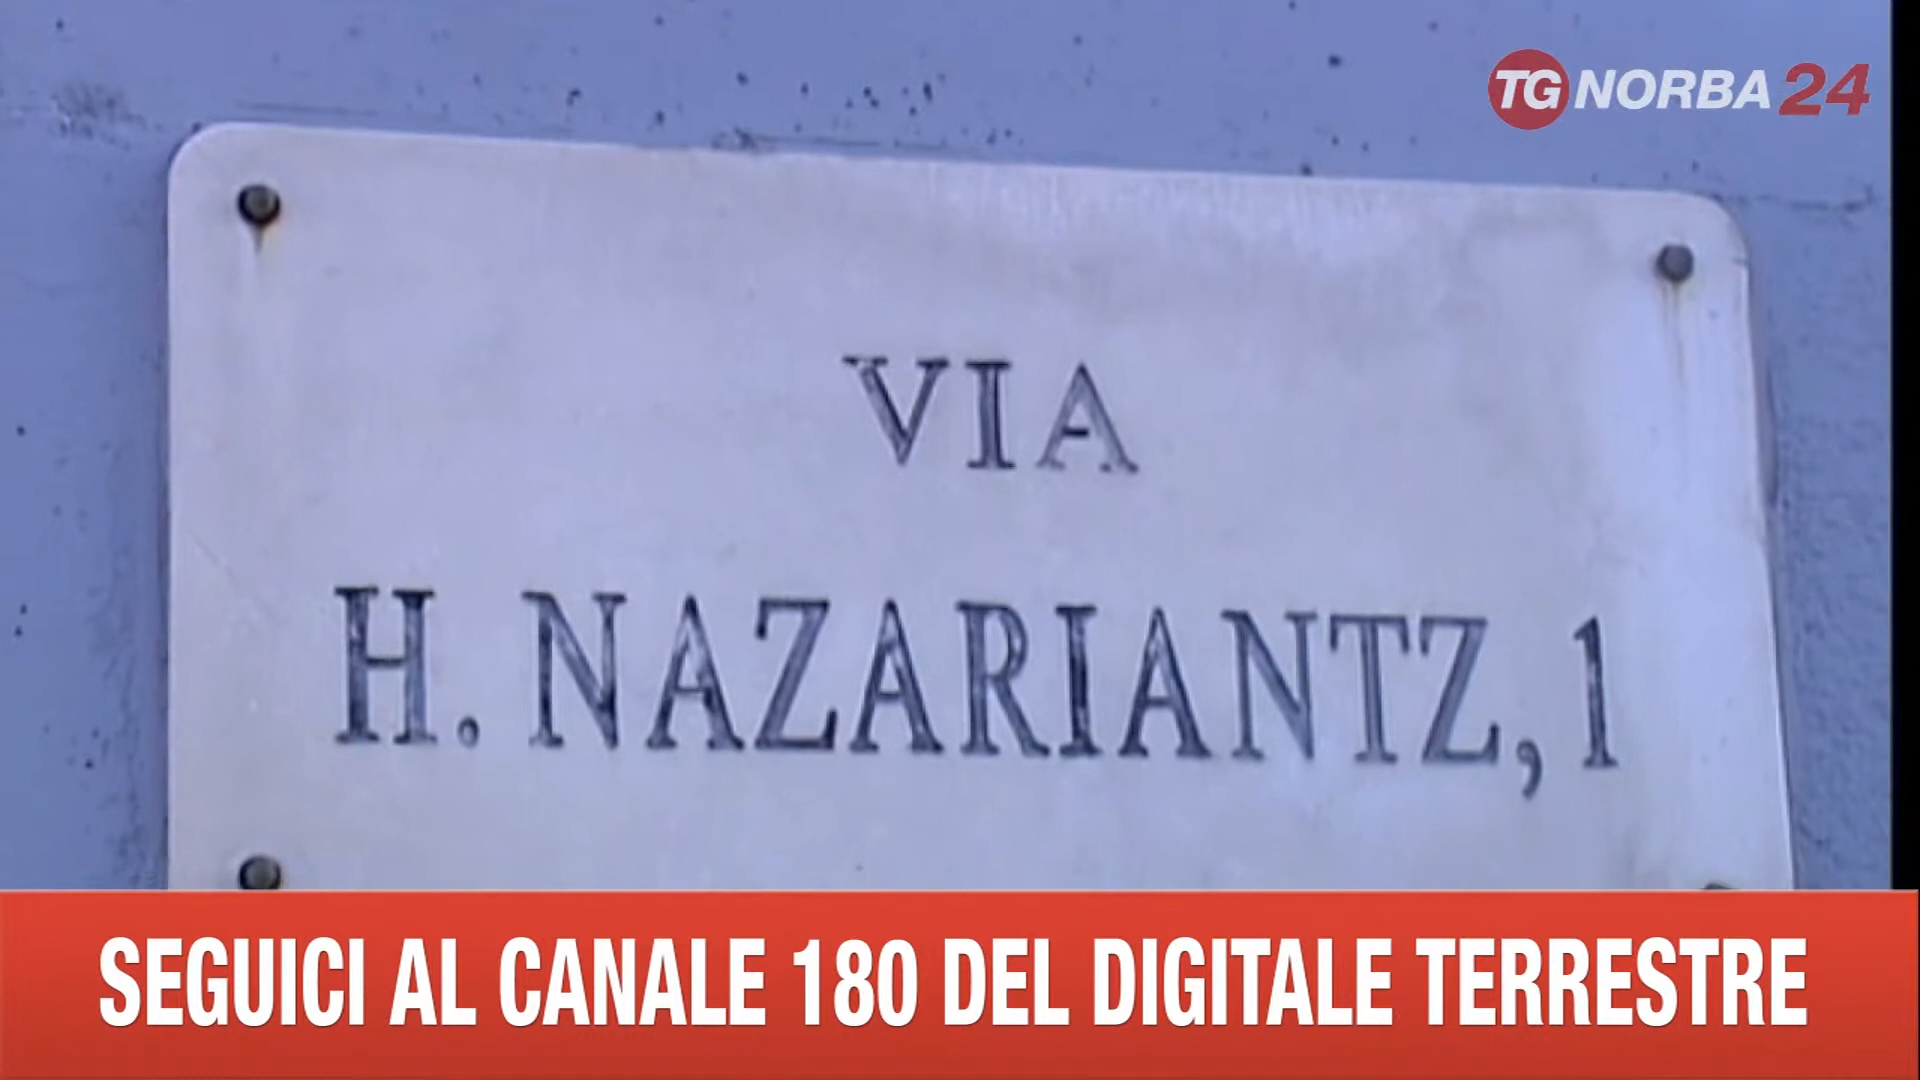 TG NORBA 24
VIA
H. NAZARIANTZ, 1
SEGUICI AL CANALE 180 DEL DIGITALE TERRESTRE